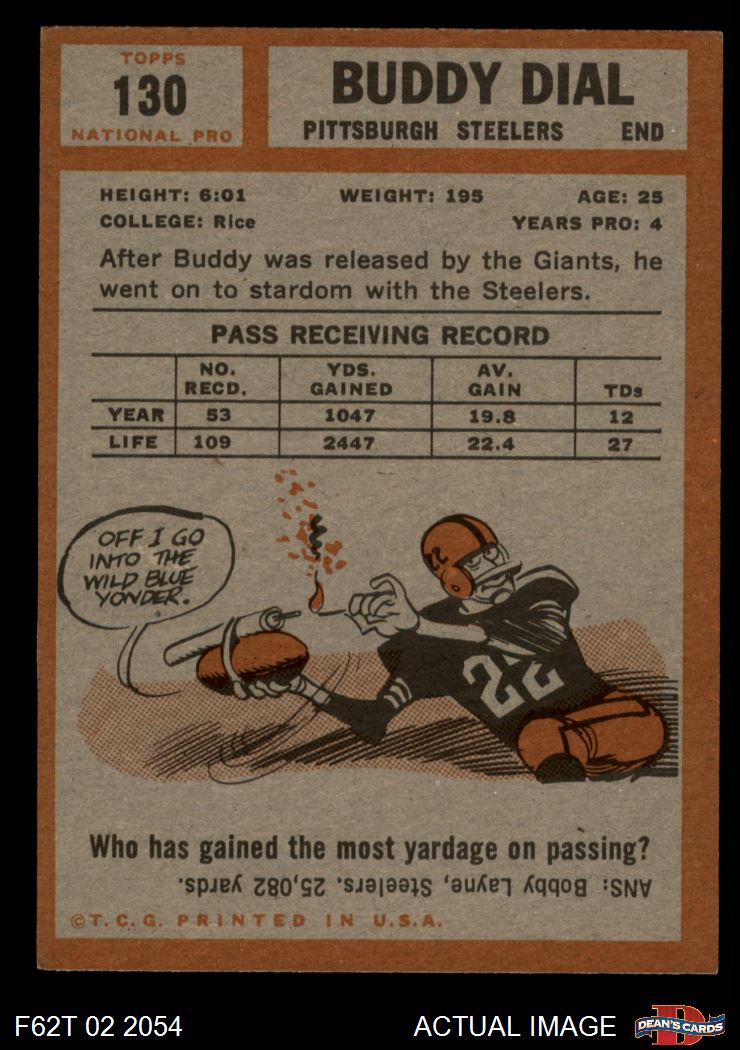 TOPPS
130
NATIONAL PRO
BUDDY DIAL
PITTSBURGH STEELERS END
HEIGHT: 6:01 WEIGHT: 195 AGE: 25
COLLEGE: Rice YEARS PRO: 4
After Buddy was released by the Giants, he
went on to stardom with the Steelers.
PASS RECEIVING RECORD
NO. RECD. YDS. GAINED AV. GAIN TDs
YEAR 53 1047 19.8 12
LIFE 109 2447 22.4 27
OFF I GO
INTO THE
WILD BLUE
YONDER.
22
22
Who has gained the most yardage on passing?
ANS: Bobby Layne, Steelers. 25,082 yards.
©T.C.G. PRINTED IN U.S.A.
F62T 02 2054 ACTUAL IMAGE
D
DEAN'S CARDS